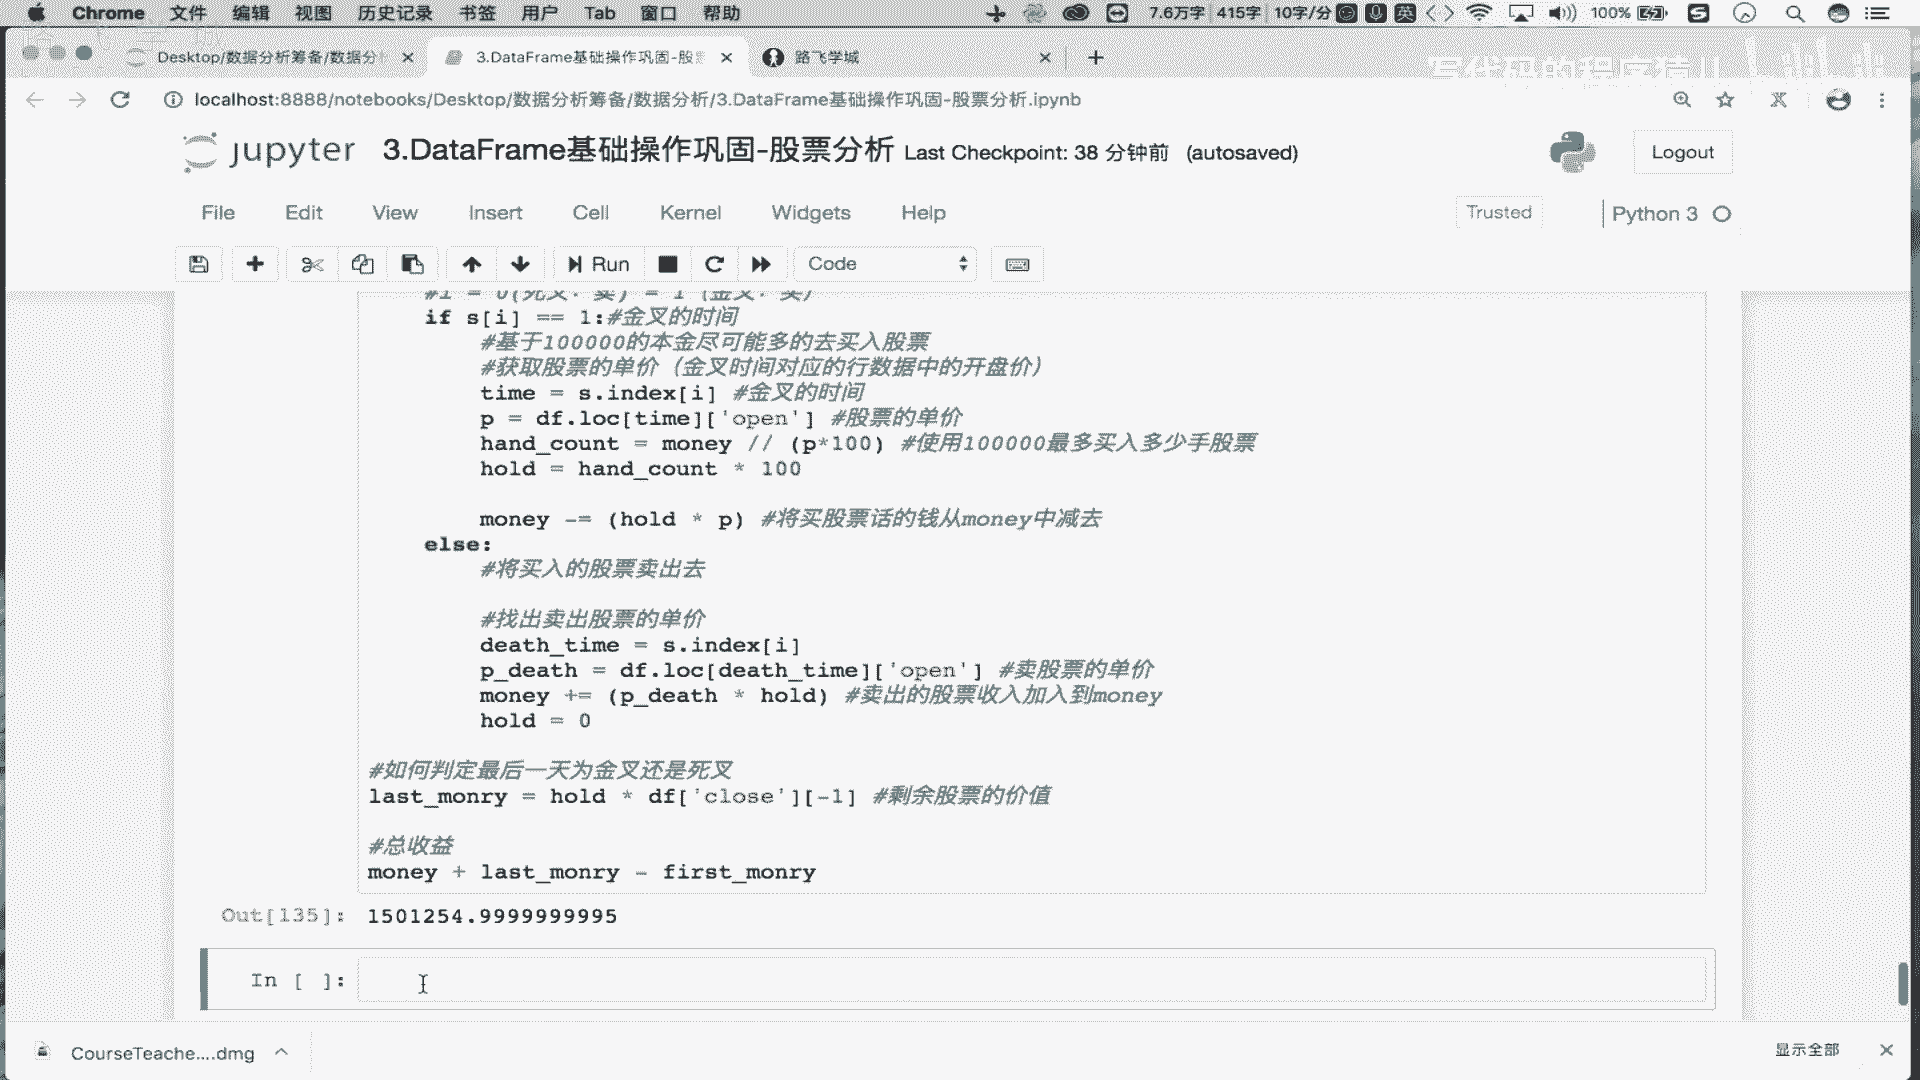 Chrome 文件 编辑 视图 历史记录 书签 用户 Tab 窗口 帮助 7.6万字 415字 10字/分 英 100%
Desktop/数据分析筹备/数据分析 3.DataFrame基础操作巩固-股票 路飞学城
localhost:8888/notebooks/Desktop/数据分析筹备/数据分析/3.DataFrame基础操作巩固-股票分析.ipynb
jupyter 3.DataFrame基础操作巩固-股票分析 Last Checkpoint: 38 分钟前 (autosaved) Logout
File Edit View Insert Cell Kernel Widgets Help Trusted Python 3
Run Code
if s[i] == 1:#金叉的时间
#基于100000的本金尽可能多的去买入股票
#获取股票的单价（金叉时间对应的行数据中的开盘价）
time = s.index[i] #金叉的时间
p = df.loc[time]['open'] #股票的单价
hand_count = money // (p*100) #使用100000最多买入多少手股票
hold = hand_count * 100
money -= (hold * p) #将买股票话的钱从money中减去
else:
#将买入的股票卖出去
#找出卖出股票的单价
death_time = s.index[i]
p_death = df.loc[death_time]['open'] #卖股票的单价
money += (p_death * hold) #卖出的股票收入加入到money
hold = 0
#如何判定最后一天为金叉还是死叉
last_monry = hold * df['close'][-1] #剩余股票的价值
#总收益
money + last_monry - first_monry
Out[135]: 1501254.9999999995
In [ ]:
CourseTeache....dmg 显示全部